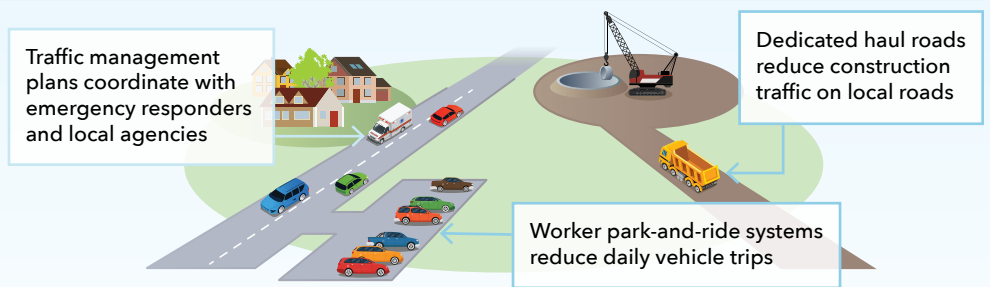 Traffic management
plans coordinate with
emergency responders
and local agencies
Dedicated haul roads
reduce construction
traffic on local roads
Worker park-and-ride systems
reduce daily vehicle trips